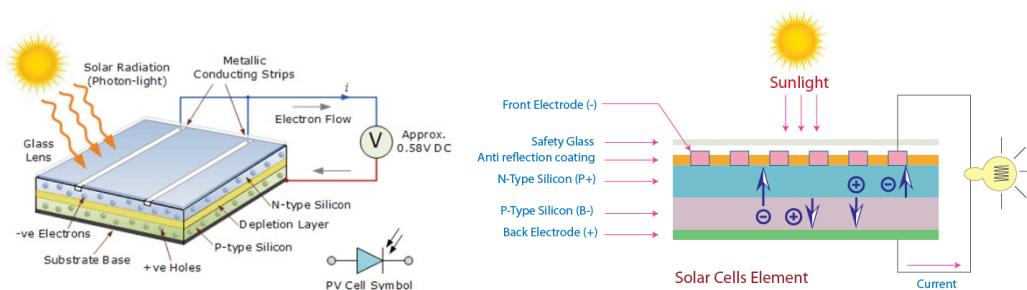 Solar Radiation
(Photon-light)
Metallic
Conducting Strips
i
Electron Flow
Glass
Lens
V
Approx.
0.58V DC
N-type Silicon
Depletion Layer
P-type Silicon
-ve Electrons
Substrate Base
+ve Holes
PV Cell Symbol
Sunlight
Front Electrode (-)
Safety Glass
Anti reflection coating
N-Type Silicon (P+)
P-Type Silicon (B-)
Back Electrode (+)
Solar Cells Element
Current